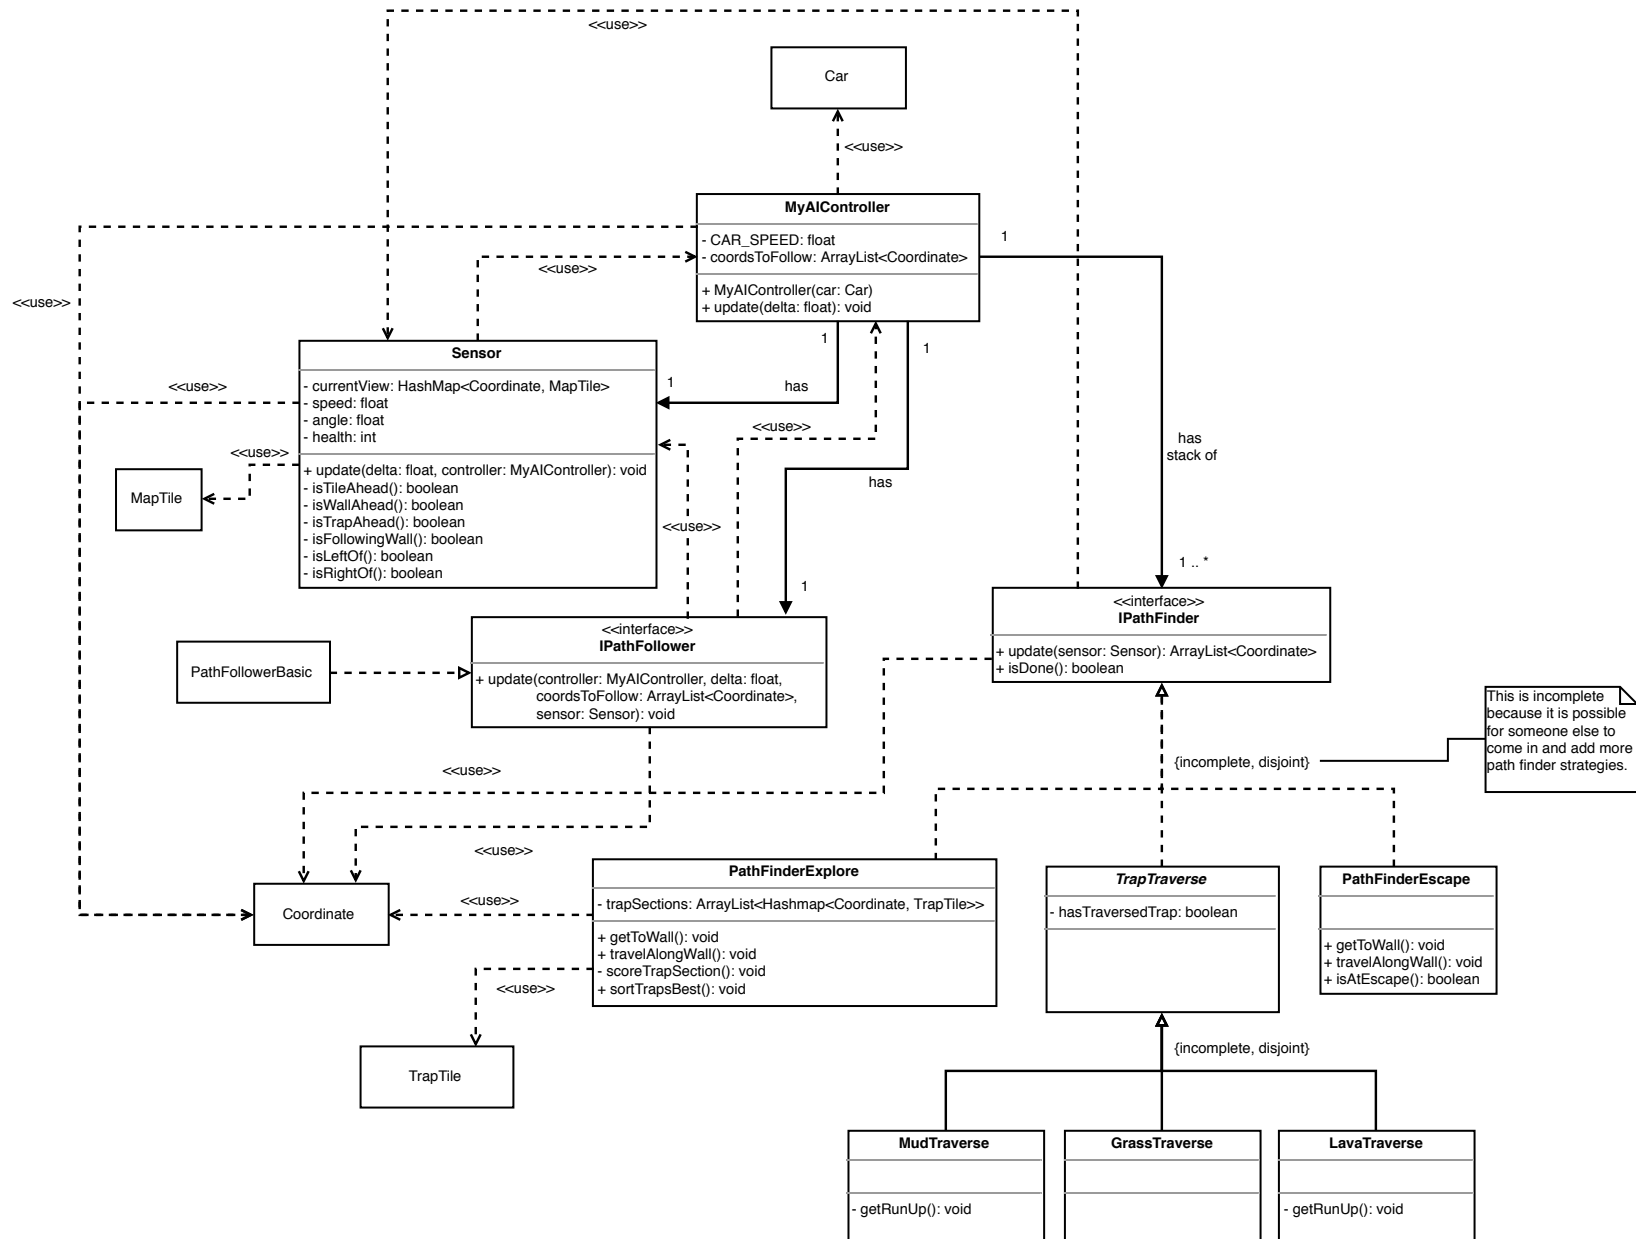 <<use>>
Car
<<use>>
MyAIController
- CAR_SPEED: float
- coordsToFollow: ArrayList<Coordinate>
+ MyAIController(car: Car)
+ update(delta: float): void
1
<<use>>
<<use>>
1
1
Sensor
- currentView: HashMap<Coordinate, MapTile>
- speed: float
- angle: float
- health: int
+ update(delta: float, controller: MyAIController): void
- isTileAhead(): boolean
- isWallAhead(): boolean
- isTrapAhead(): boolean
- isFollowingWall(): boolean
- isLeftOf(): boolean
- isRightOf(): boolean
<<use>>
1
has
<<use>>
has
stack of
<<use>>
has
MapTile
<<use>>
1 .. *
1
<<interface>>
IPathFinder
+ update(sensor: Sensor): ArrayList<Coordinate>
+ isDone(): boolean
<<interface>>
IPathFollower
+ update(controller: MyAIController, delta: float,
coordsToFollow: ArrayList<Coordinate>,
sensor: Sensor): void
PathFollowerBasic
This is incomplete
because it is possible
for someone else to
come in and add more
path finder strategies.
{incomplete, disjoint}
<<use>>
<<use>>
PathFinderExplore
- trapSections: ArrayList<Hashmap<Coordinate, TrapTile>>
+ getToWall(): void
+ travelAlongWall(): void
- scoreTrapSection(): void
+ sortTrapsBest(): void
TrapTraverse
- hasTraversedTrap: boolean
PathFinderEscape
+ getToWall(): void
+ travelAlongWall(): void
+ isAtEscape(): boolean
<<use>>
Coordinate
<<use>>
TrapTile
{incomplete, disjoint}
MudTraverse
- getRunUp(): void
GrassTraverse
LavaTraverse
- getRunUp(): void